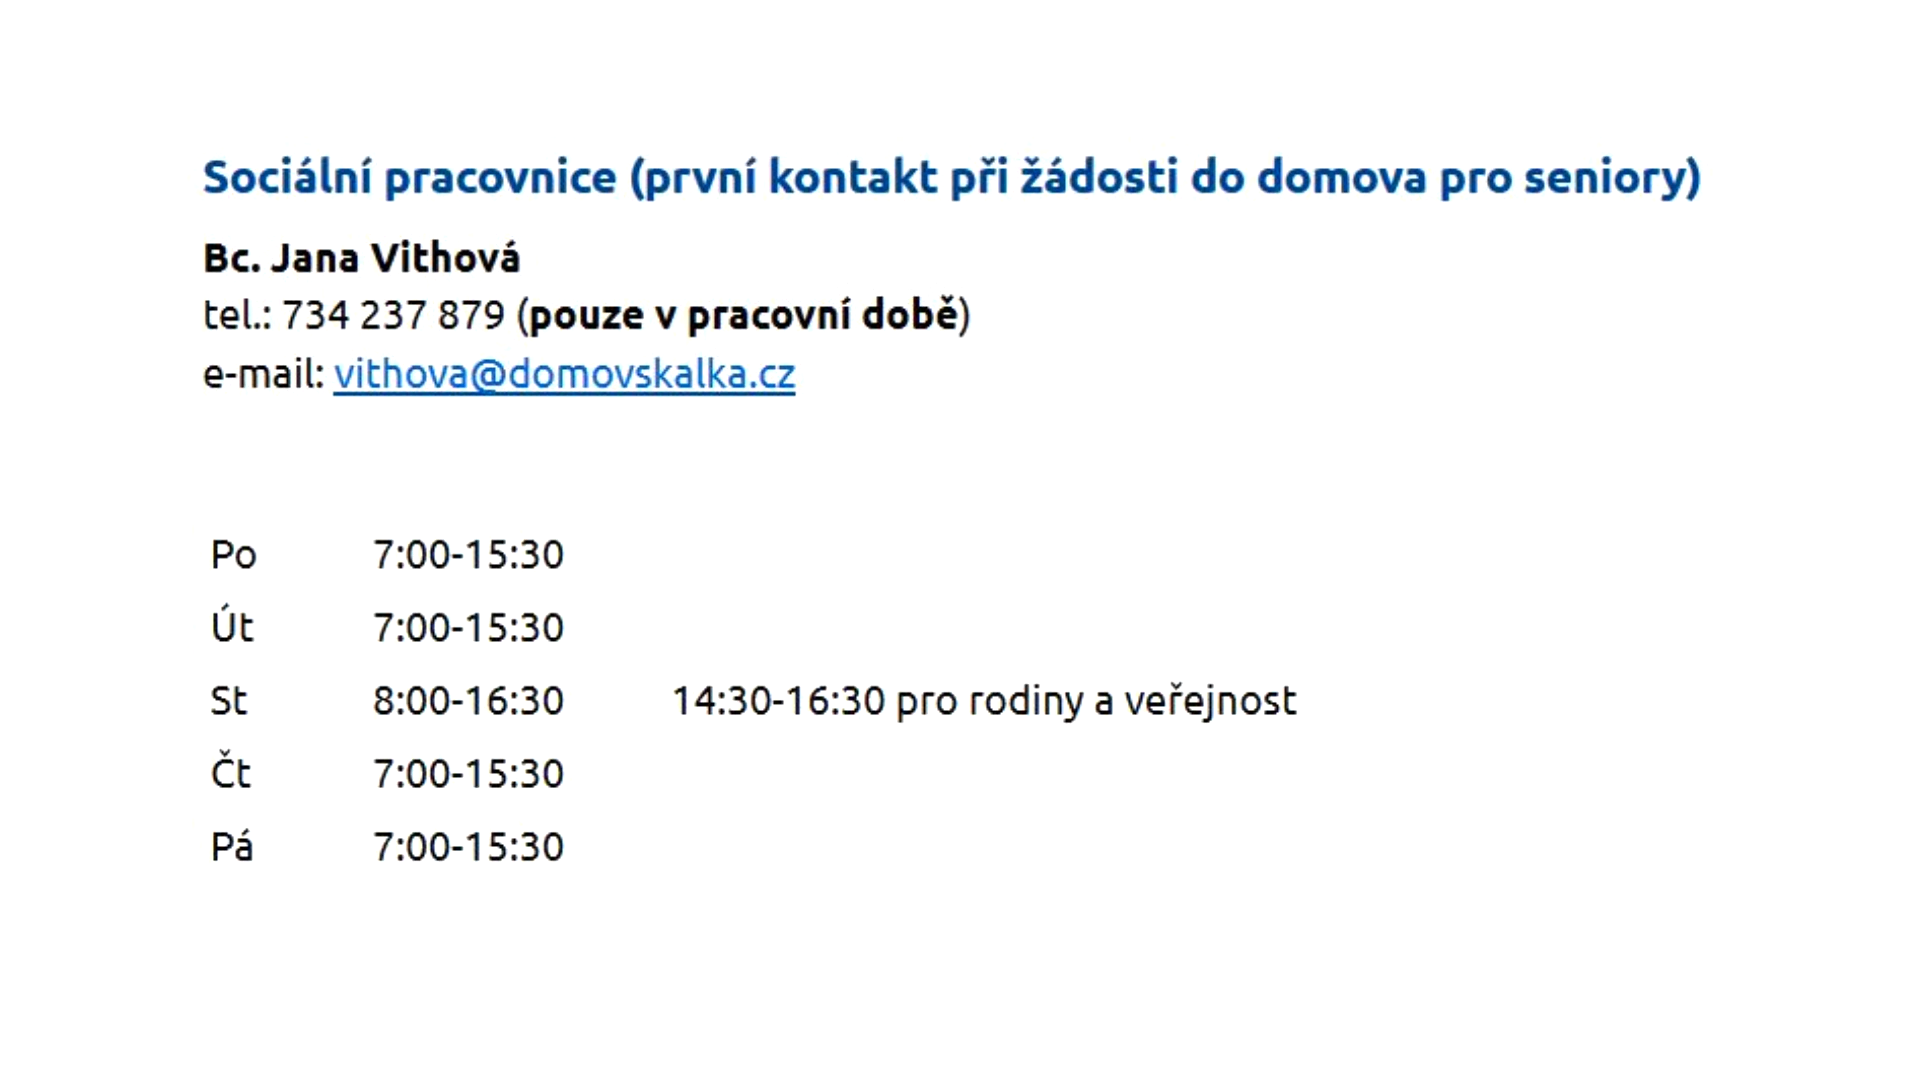 Sociální pracovnice (první kontakt při žádosti do domova pro seniory)
Bc. Jana Vithová
tel.: 734 237 879 (pouze v pracovní době)
e-mail: vithova@domovskalka.cz
Po 7:00-15:30
Út 7:00-15:30
St 8:00-16:30 14:30-16:30 pro rodiny a veřejnost
Čt 7:00-15:30
Pá 7:00-15:30